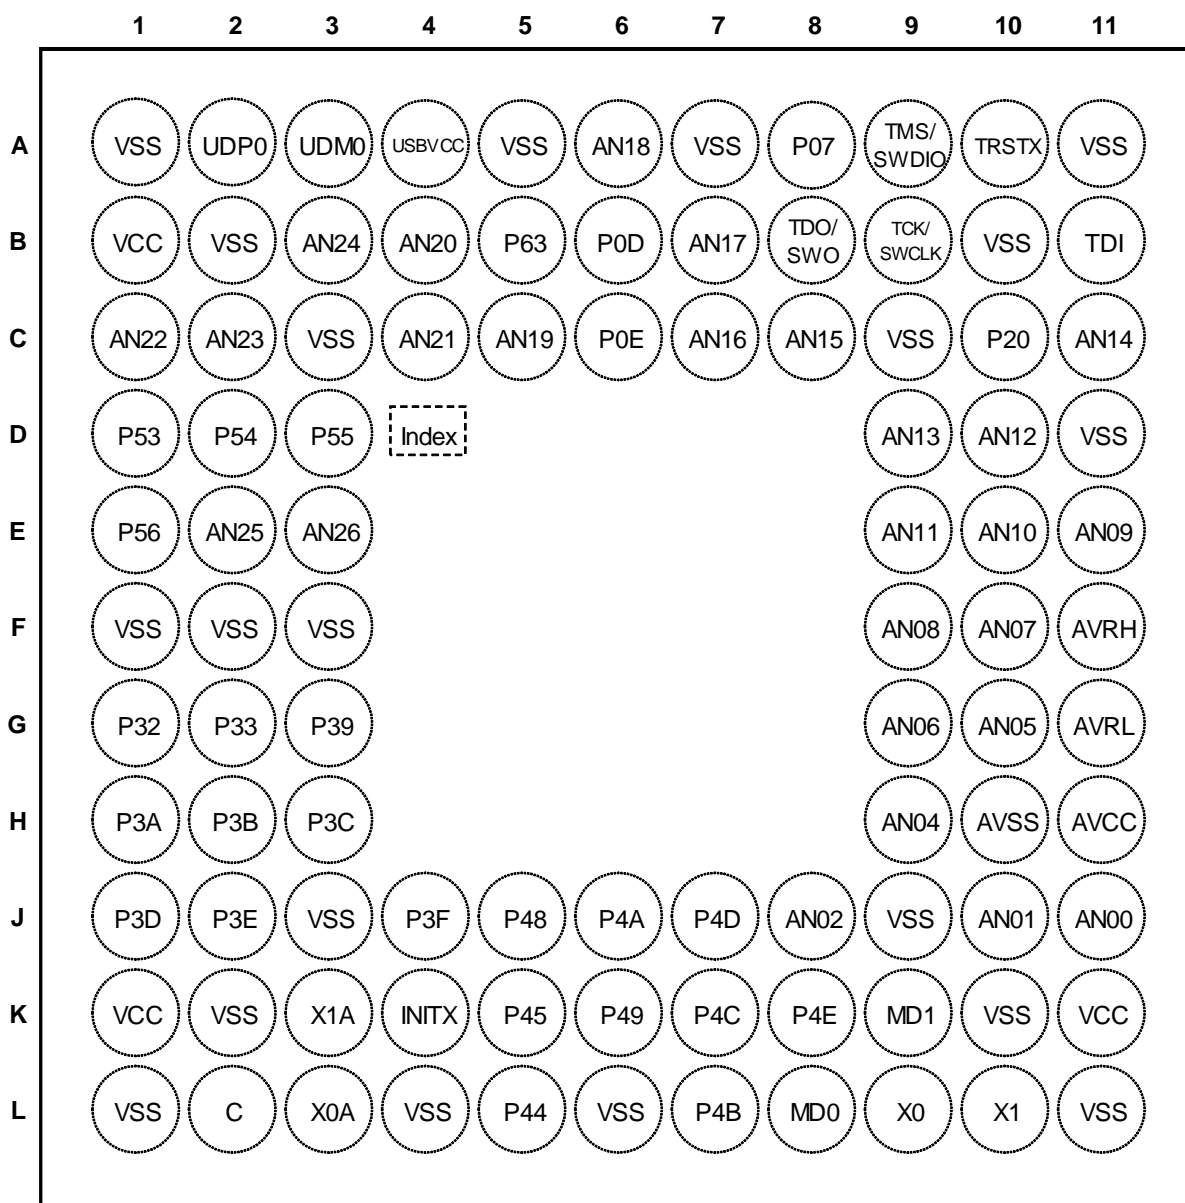 1 2 3 4 5 6 7 8 9 10 11
A VSS UDP0 UDM0 USBVCC VSS AN18 VSS P07 TMS/ SWDIO TRSTX VSS
B VCC VSS AN24 AN20 P63 P0D AN17 TDO/ SWO TCK/ SWCLK VSS TDI
C AN22 AN23 VSS AN21 AN19 P0E AN16 AN15 VSS P20 AN14
D P53 P54 P55 Index AN13 AN12 VSS
E P56 AN25 AN26 AN11 AN10 AN09
F VSS VSS VSS AN08 AN07 AVRH
G P32 P33 P39 AN06 AN05 AVRL
H P3A P3B P3C AN04 AVSS AVCC
J P3D P3E VSS P3F P48 P4A P4D AN02 VSS AN01 AN00
K VCC VSS X1A INITX P45 P49 P4C P4E MD1 VSS VCC
L VSS C X0A VSS P44 VSS P4B MD0 X0 X1 VSS